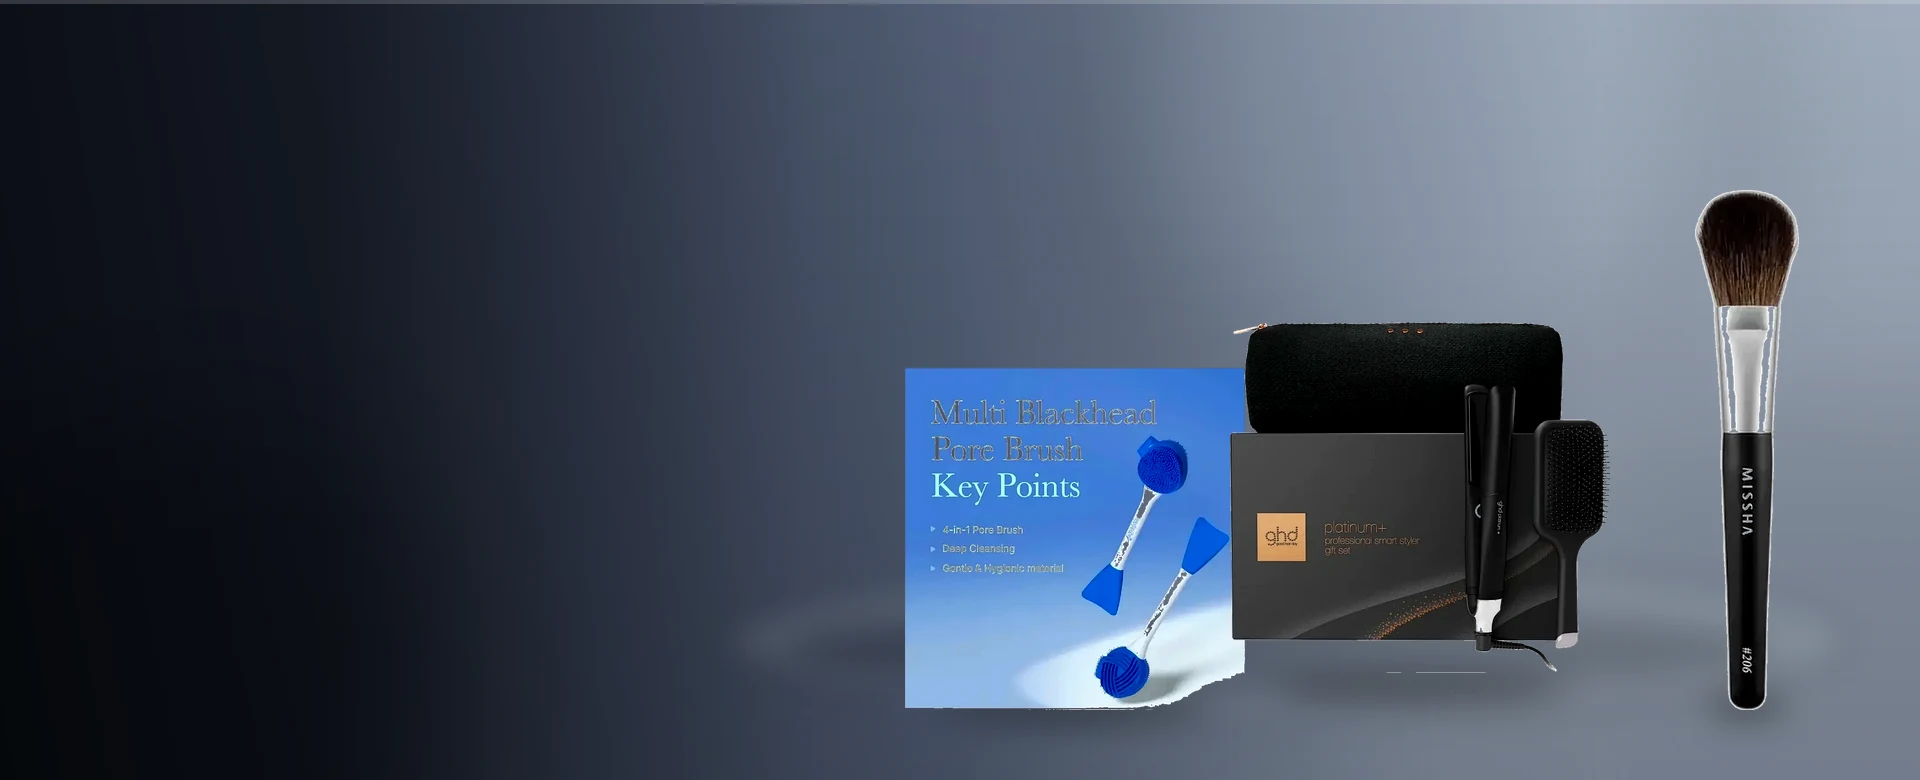 Multi Blackhead
Pore Brush
Key Points
4-in-1 Pore Brush
Deep Cleansing
Gentle & Hygienic material
ghd
platinum+
professional smart styler
gift set
MISSHA
#206